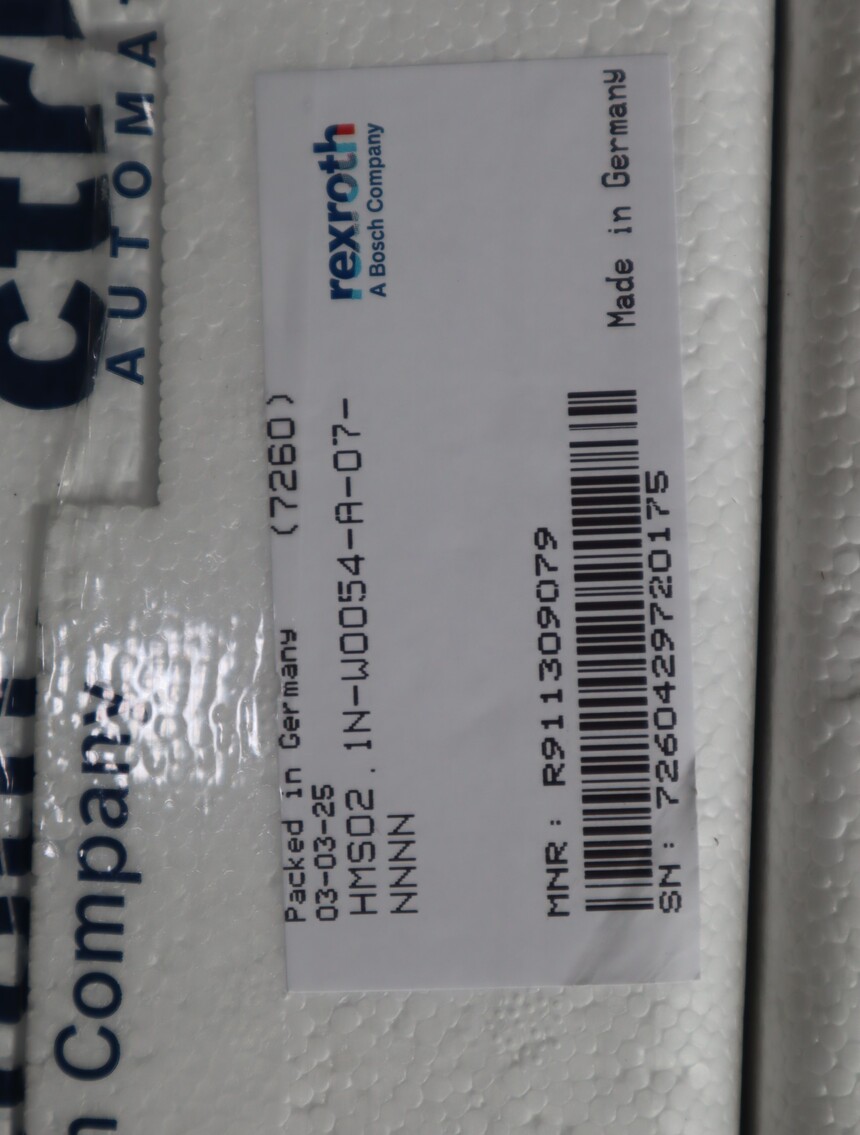 Packed in Germany (7260)
03-03-25
HMS02.1N-W0054-A-07-
NNNN
rexroth
A Bosch Company
MNR: R911309079
SN: 7260429720175
Made in Germany
Company